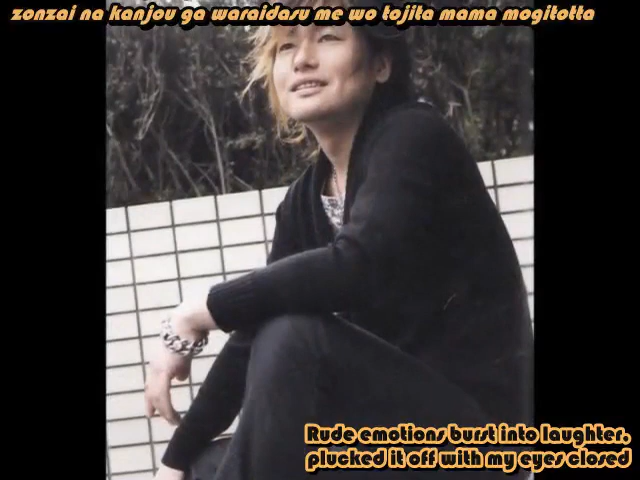 zonzai na kanjou ga waraidasu me wo tojita mama mogitotta
Rude emotions burst into laughter,
plucked it off with my eyes closed